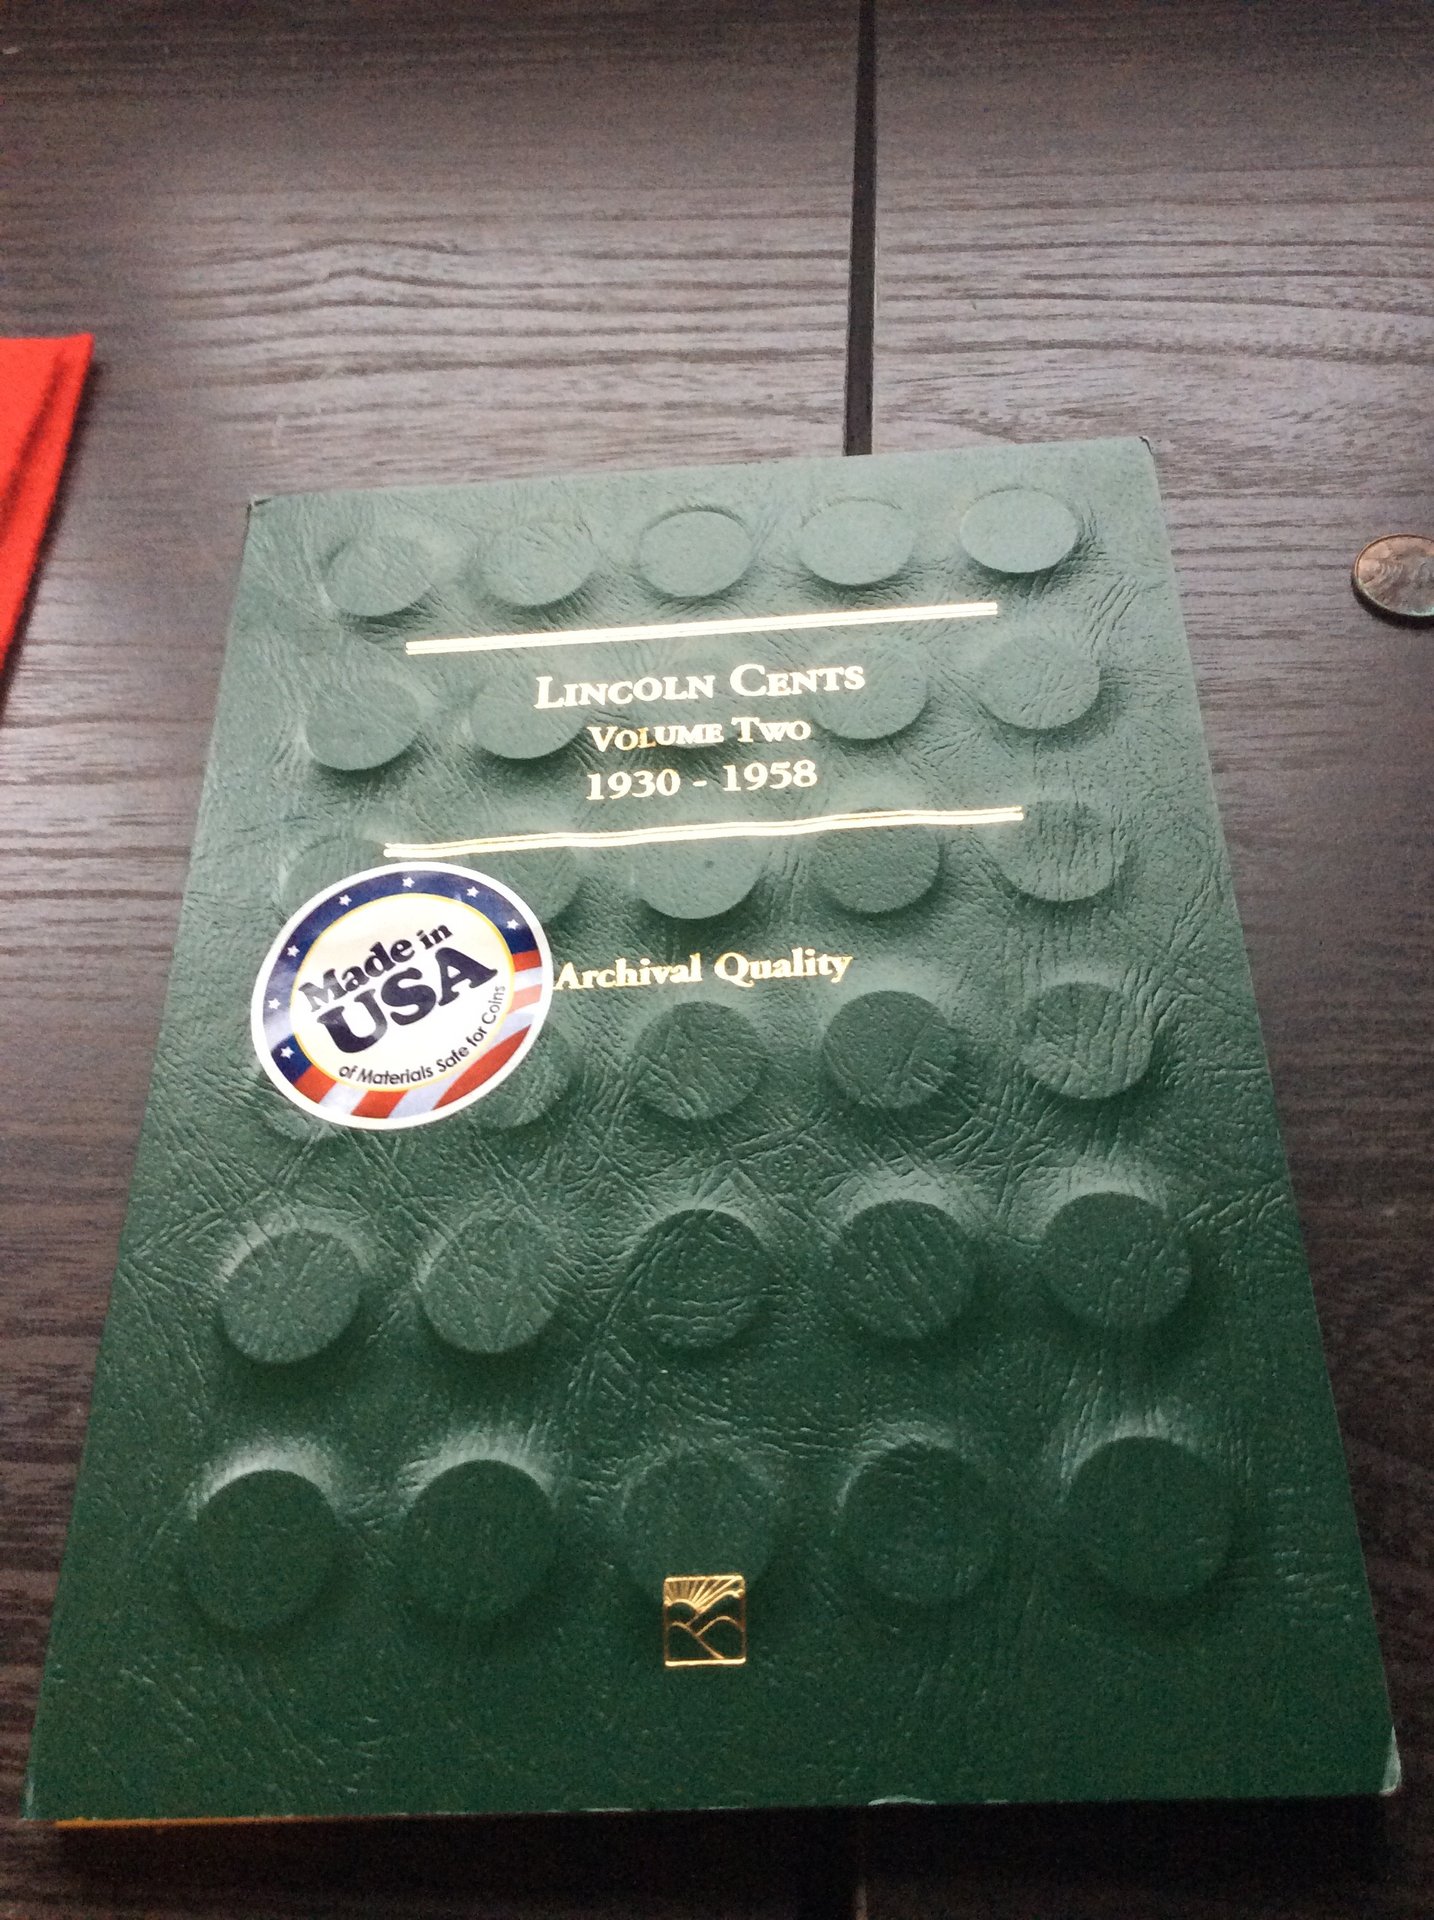 LINCOLN CENTS
VOLUME TWO
1930 - 1958
Archival Quality
Made in
USA
of Materials Safe for Coins